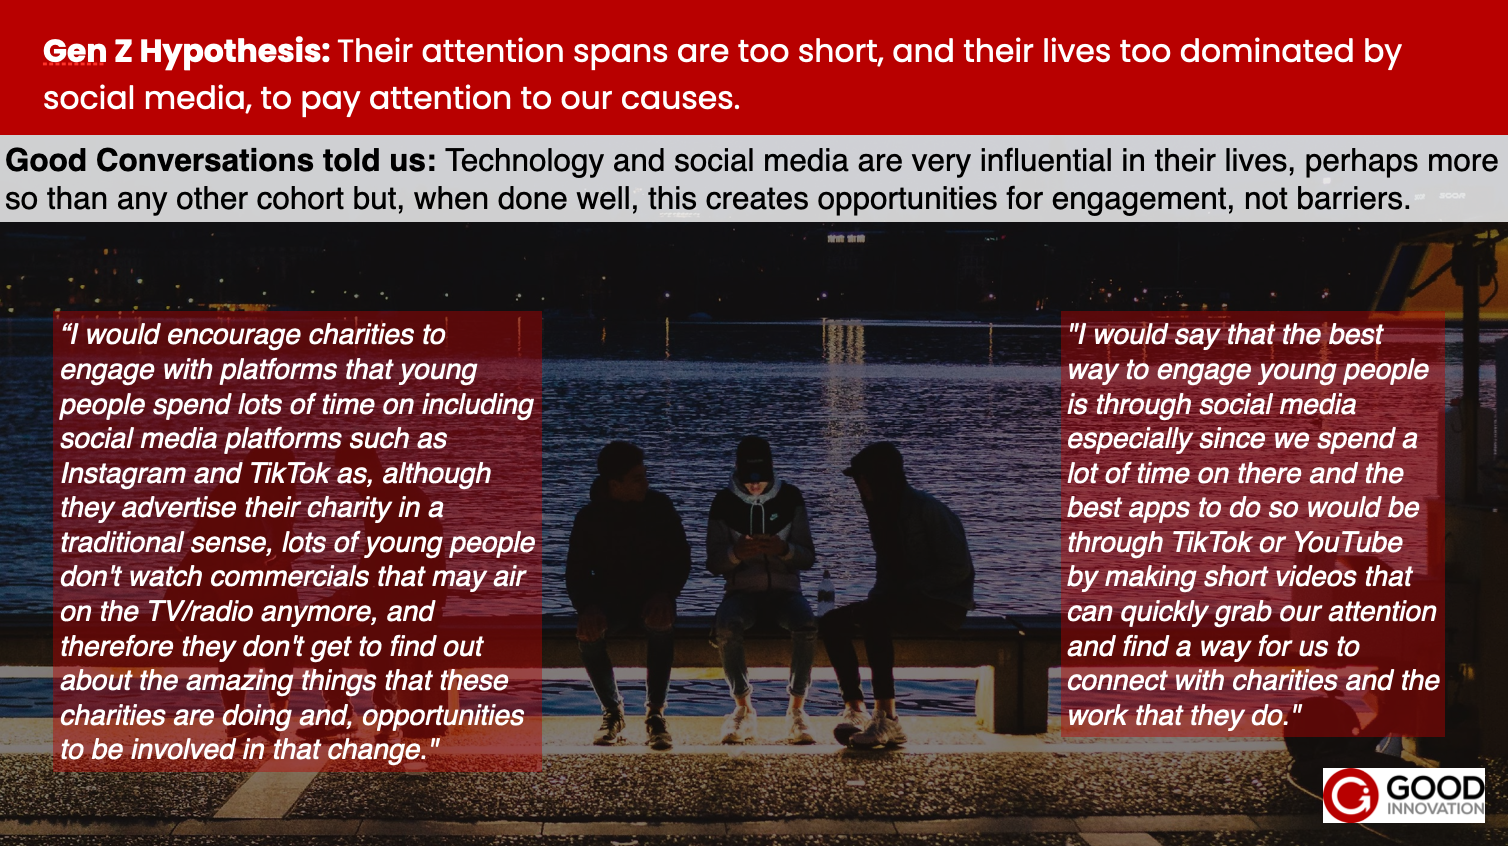 Gen Z Hypothesis: Their attention spans are too short, and their lives too dominated by
social media, to pay attention to our causes.
Good Conversations told us: Technology and social media are very influential in their lives, perhaps more
so than any other cohort but, when done well, this creates opportunities for engagement, not barriers.
“I would encourage charities to
engage with platforms that young
people spend lots of time on including
social media platforms such as
Instagram and TikTok as, although
they advertise their charity in a
traditional sense, lots of young people
don't watch commercials that may air
on the TV/radio anymore, and
therefore they don't get to find out
about the amazing things that these
charities are doing and, opportunities
to be involved in that change."
"I would say that the best
way to engage young people
is through social media
especially since we spend a
lot of time on there and the
best apps to do so would be
through TikTok or YouTube
by making short videos that
can quickly grab our attention
and find a way for us to
connect with charities and the
work that they do."
GOOD
INNOVATION